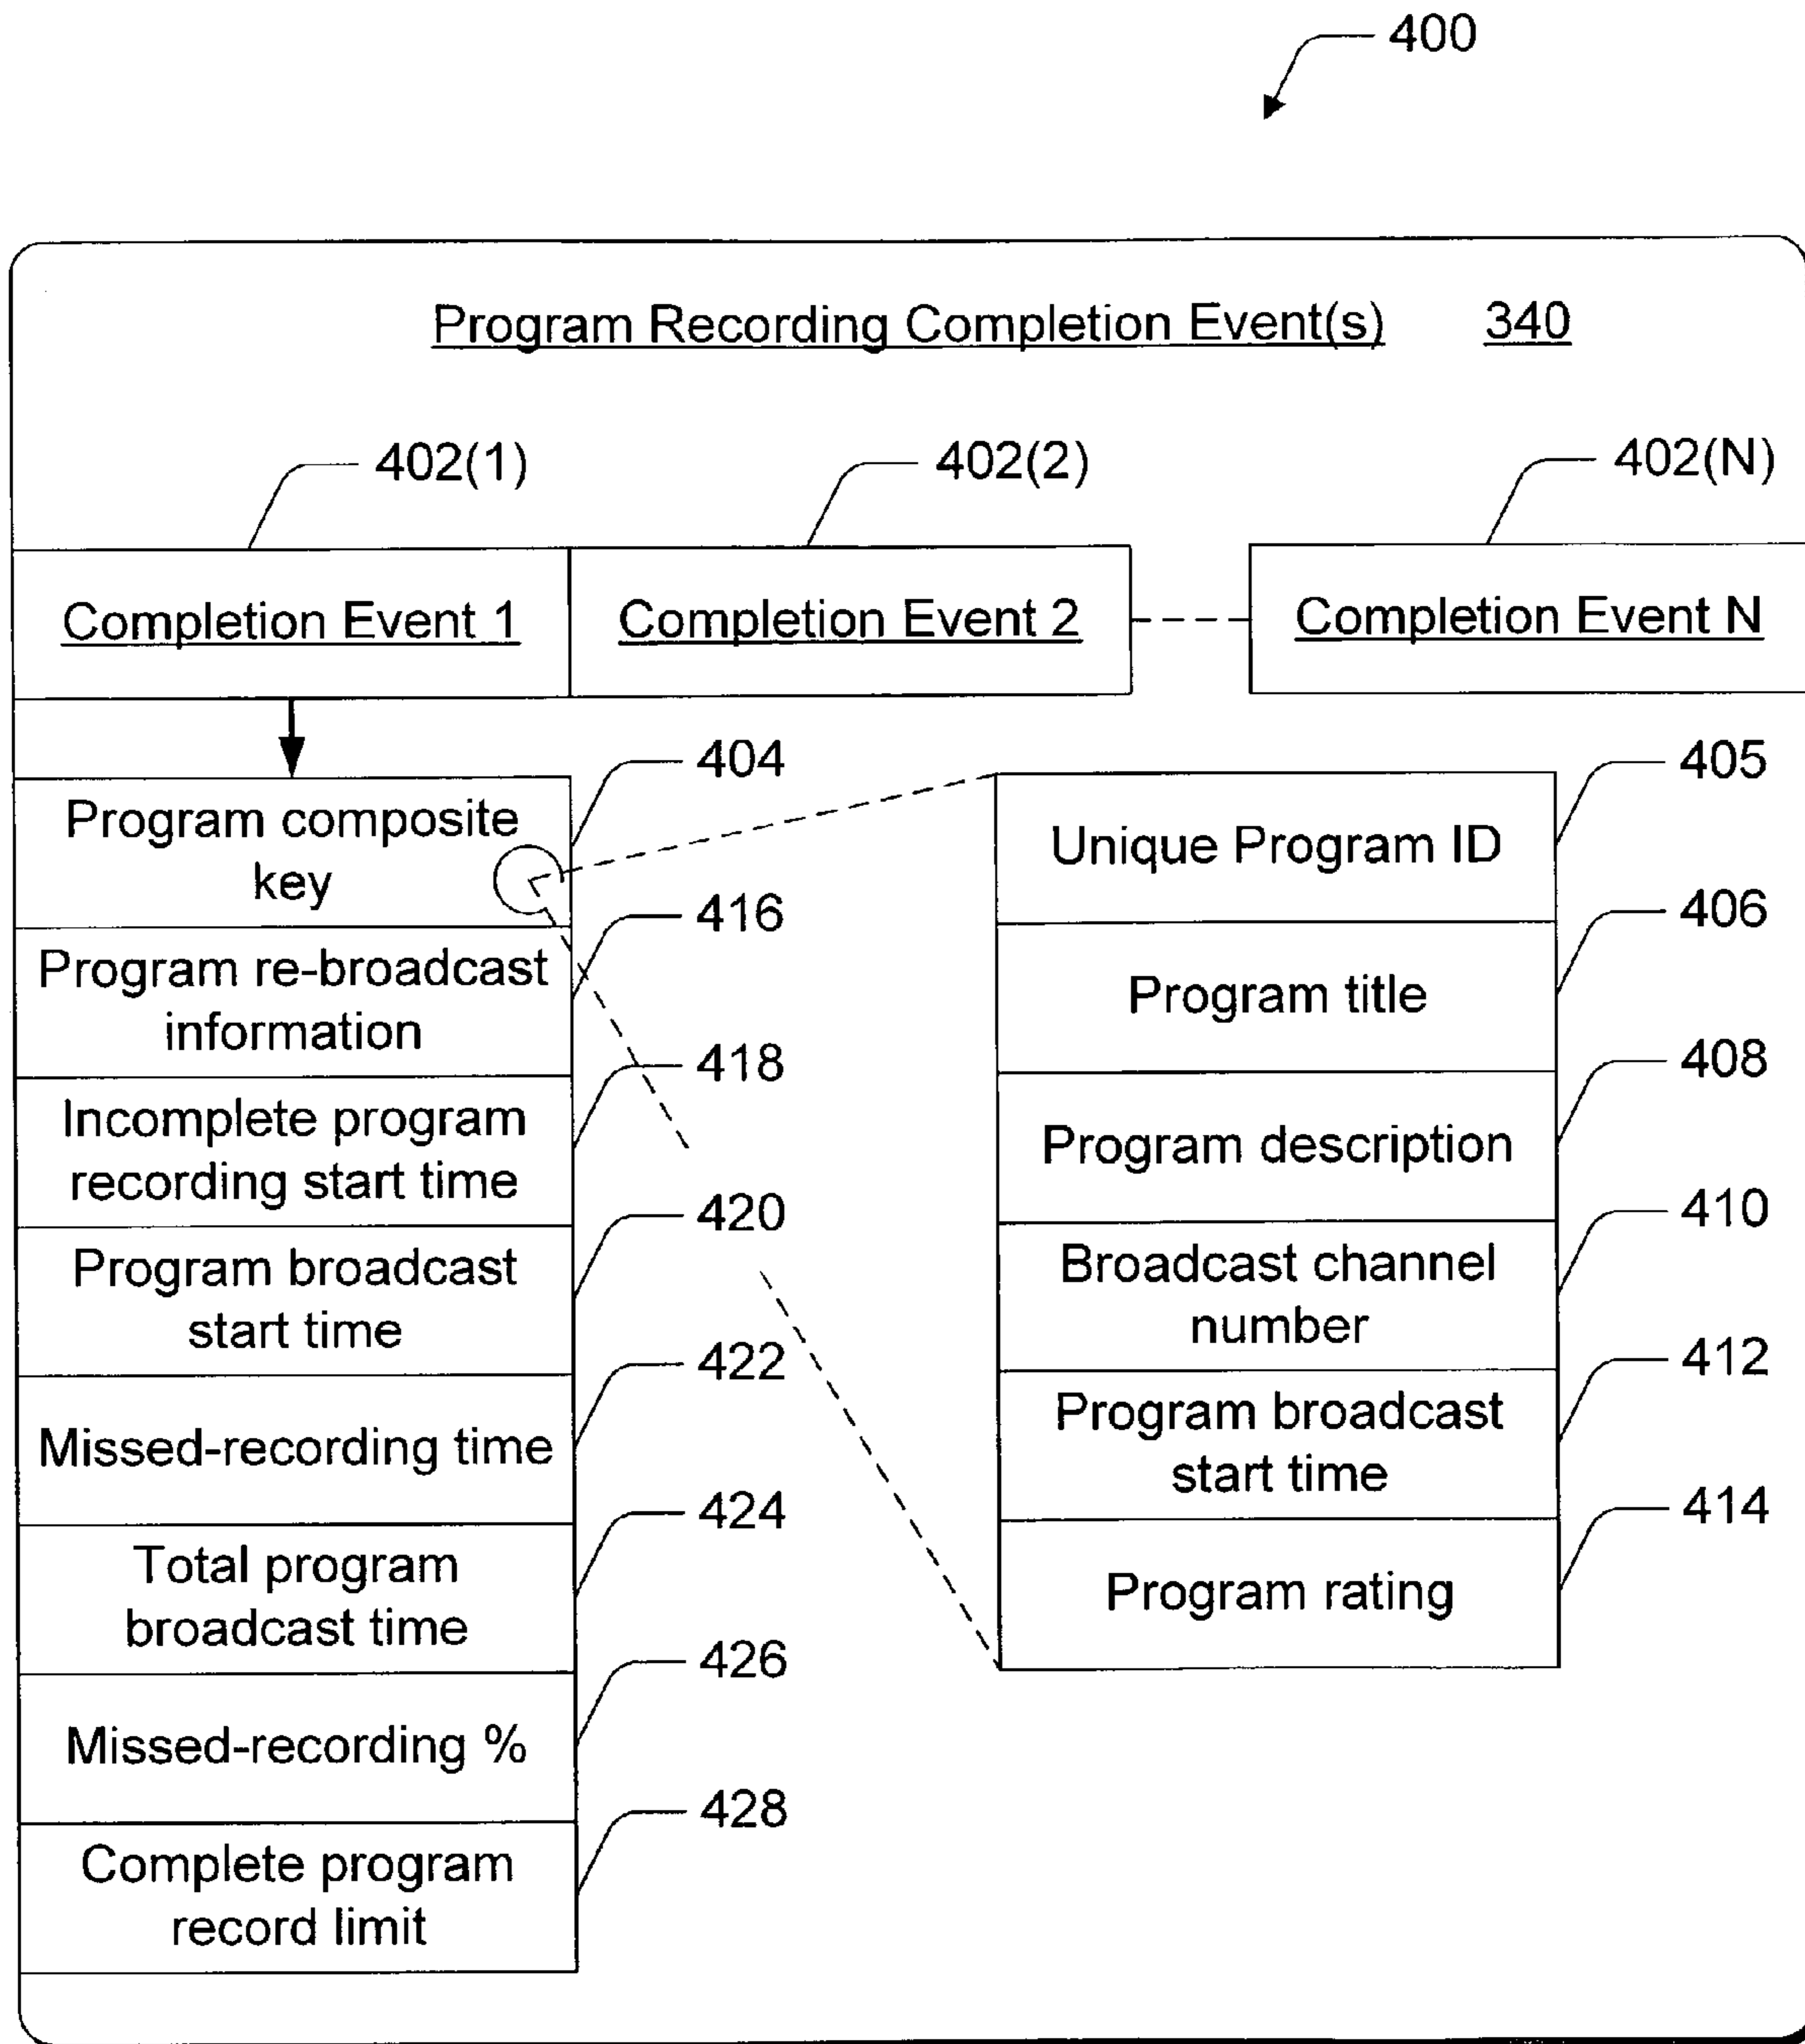 400
Program Recording Completion Event(s) 340
402(1) 402(2) 402(N)
Completion Event 1 Completion Event 2 Completion Event N
404
Program composite
key
416
Program re-broadcast
information
418
Incomplete program
recording start time
420
Program broadcast
start time
422
Missed-recording time
424
Total program
broadcast time
426
Missed-recording %
428
Complete program
record limit
405
Unique Program ID
406
Program title
408
Program description
410
Broadcast channel
number
412
Program broadcast
start time
414
Program rating